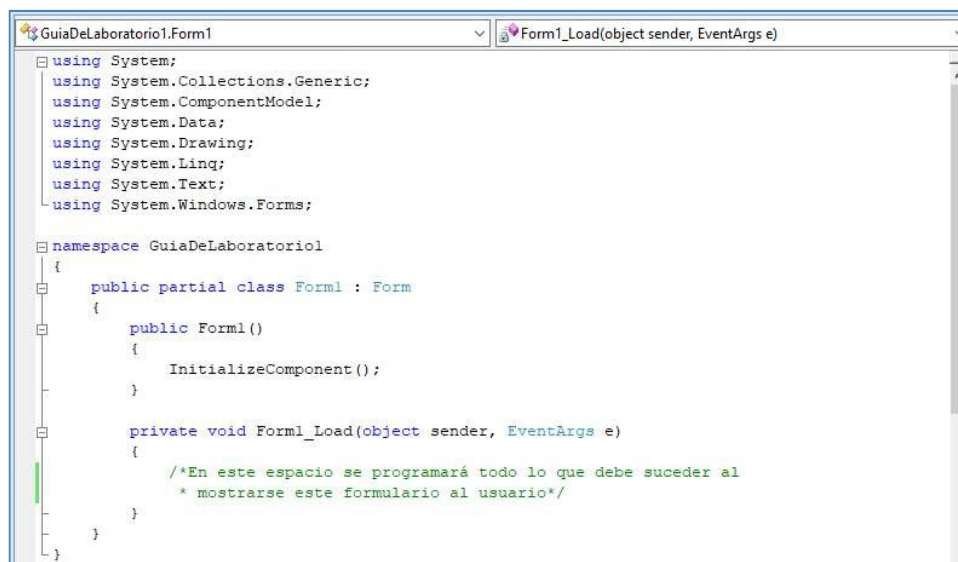 GuiaDeLaboratorio1.Form1
Form1_Load(object sender, EventArgs e)
using System;
using System.Collections.Generic;
using System.ComponentModel;
using System.Data;
using System.Drawing;
using System.Linq;
using System.Text;
using System.Windows.Forms;
namespace GuiaDeLaboratorio1
{
public partial class Form1 : Form
{
public Form1()
{
InitializeComponent();
}
private void Form1_Load(object sender, EventArgs e)
{
/*En este espacio se programará todo lo que debe suceder al
* mostrarse este formulario al usuario*/
}
}
}